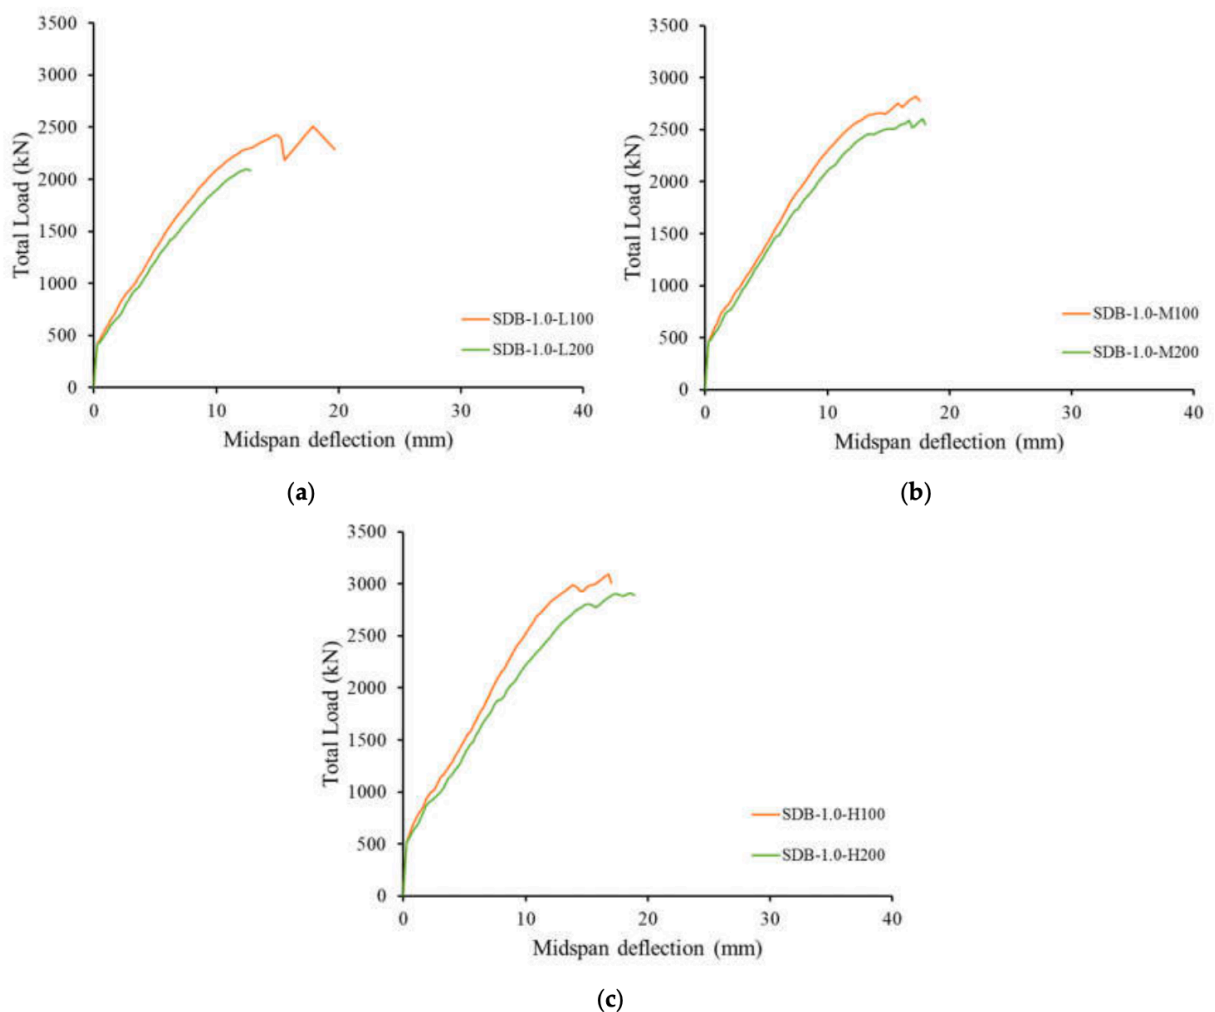 3500
3000
2500
2000
1500
1000
500
0
Total Load (kN)
SDB-1.0-L100
SDB-1.0-L200
0 10 20 30 40
Midspan deflection (mm)
(a)
3500
3000
2500
2000
1500
1000
500
0
Total Load (kN)
SDB-1.0-M100
SDB-1.0-M200
0 10 20 30 40
Midspan deflection (mm)
(b)
3500
3000
2500
2000
1500
1000
500
0
Total Load (kN)
SDB-1.0-H100
SDB-1.0-H200
0 10 20 30 40
Midspan deflection (mm)
(c)